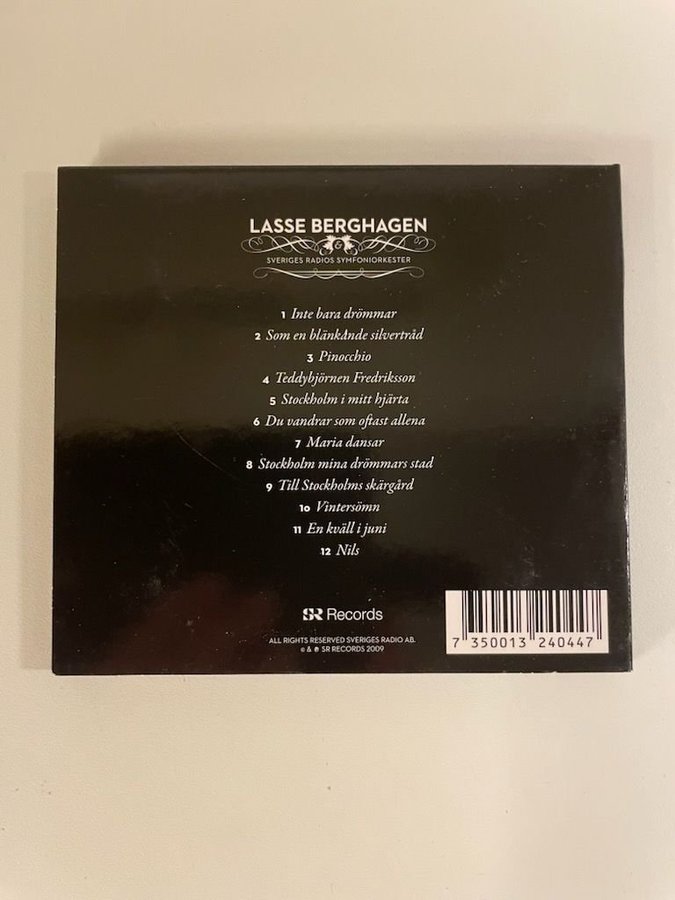 LASSE BERGHAGEN
&
SVERIGES RADIOS SYMFONIORKESTER
1 Inte bara drömmar
2 Som en blänkånde silvertråd
3 Pinocchio
4 Teddybjörnen Fredriksson
5 Stockholm i mitt hjärta
6 Du vandrar som oftast allena
7 Maria dansar
8 Stockholm mina drömmars stad
9 Till Stockholms skärgård
10 Vintersömn
11 En kväll i juni
12 Nils
SR Records
ALL RIGHTS RESERVED SVERIGES RADIO AB.
© & ℗ SR RECORDS 2009
7 350013 240447